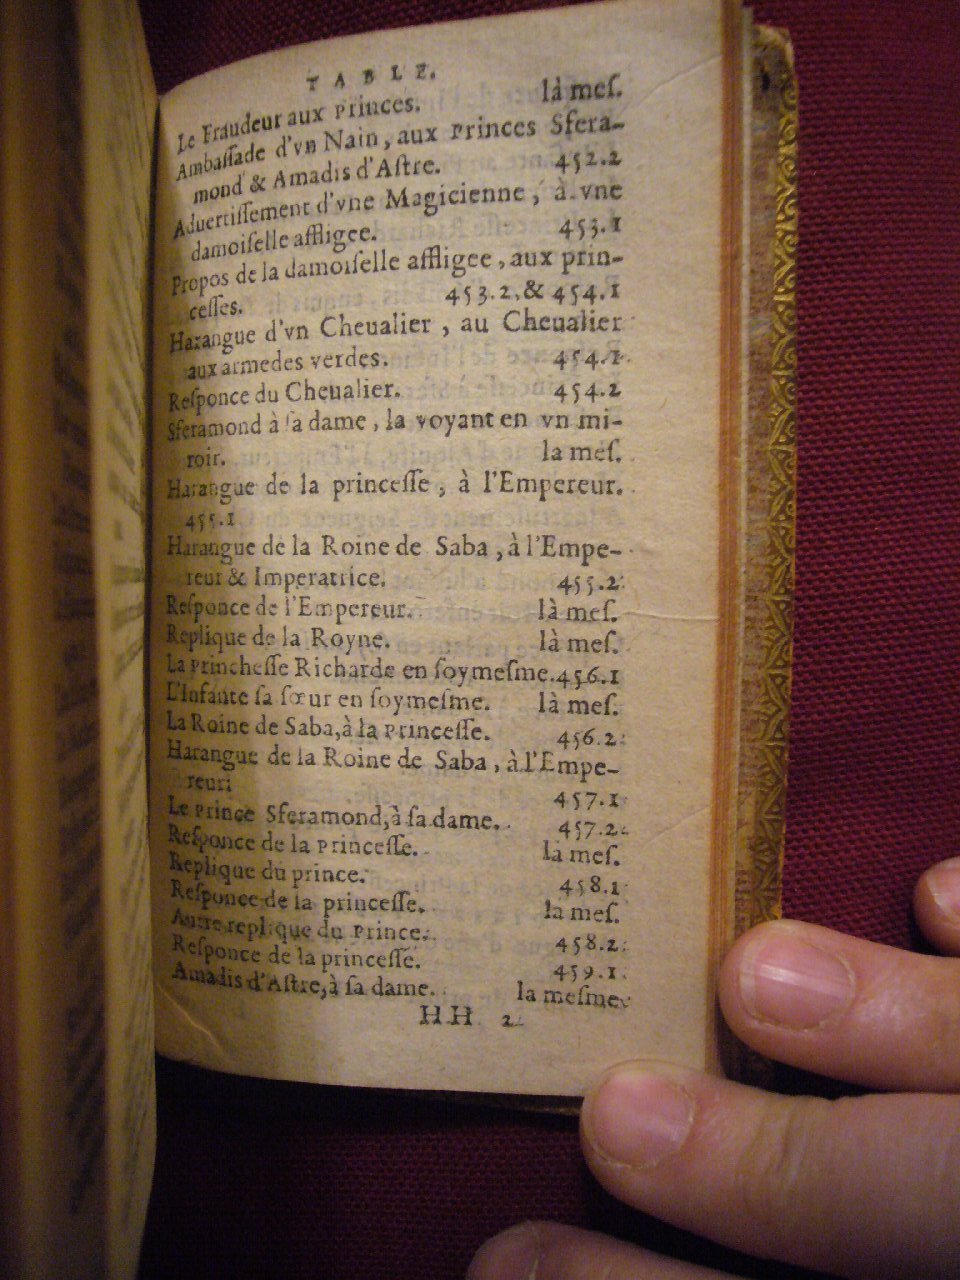 TABLE.
Le Fraudeur aux Princes. là meſ.
Ambaſſade d'vn Nain, aux Princes Sfera-
mond & Amadis d'Aſtre. 452.2
Aduertiſſement d'vne Magicienne, à vne
damoiſelle affligee. 453.1
Propos de la damoiſelle affligee, aux prin-
ceſſes. 453.2.& 454.1
Harangue d'vn Cheualier, au Cheualier
aux armedes verdes. 454.1
Reſponce du Cheualier. 454.2
Sferamond à ſa dame, la voyant en vn mi-
roir. la meſ.
Harangue de la princeſſe, à l'Empereur.
455.1
Harangue de la Roine de Saba, à l'Empe-
reur & Imperatrice. 455.2
Reſponce de l'Empereur. là meſ.
Replique de la Royne. là meſ.
La Princheſſe Richarde en ſoymeſme. 456.1
L'Infante ſa ſœur en ſoymeſme. là meſ.
La Roine de Saba, à la Princeſſe. 456.2
Harangue de la Roine de Saba, à l'Empe-
reur: 457.1
Le Prince Sferamond, à ſa dame. 457.2
Reſponce de la Princeſſe. là meſ.
Replique du prince. 458.1
Reſponce de la princeſſe. là meſ.
Autre replique du Prince. 458.2
Reſponce de la princeſſe. 459.1
Amadis d'Aſtre, à ſa dame. la meſme.
HH 2